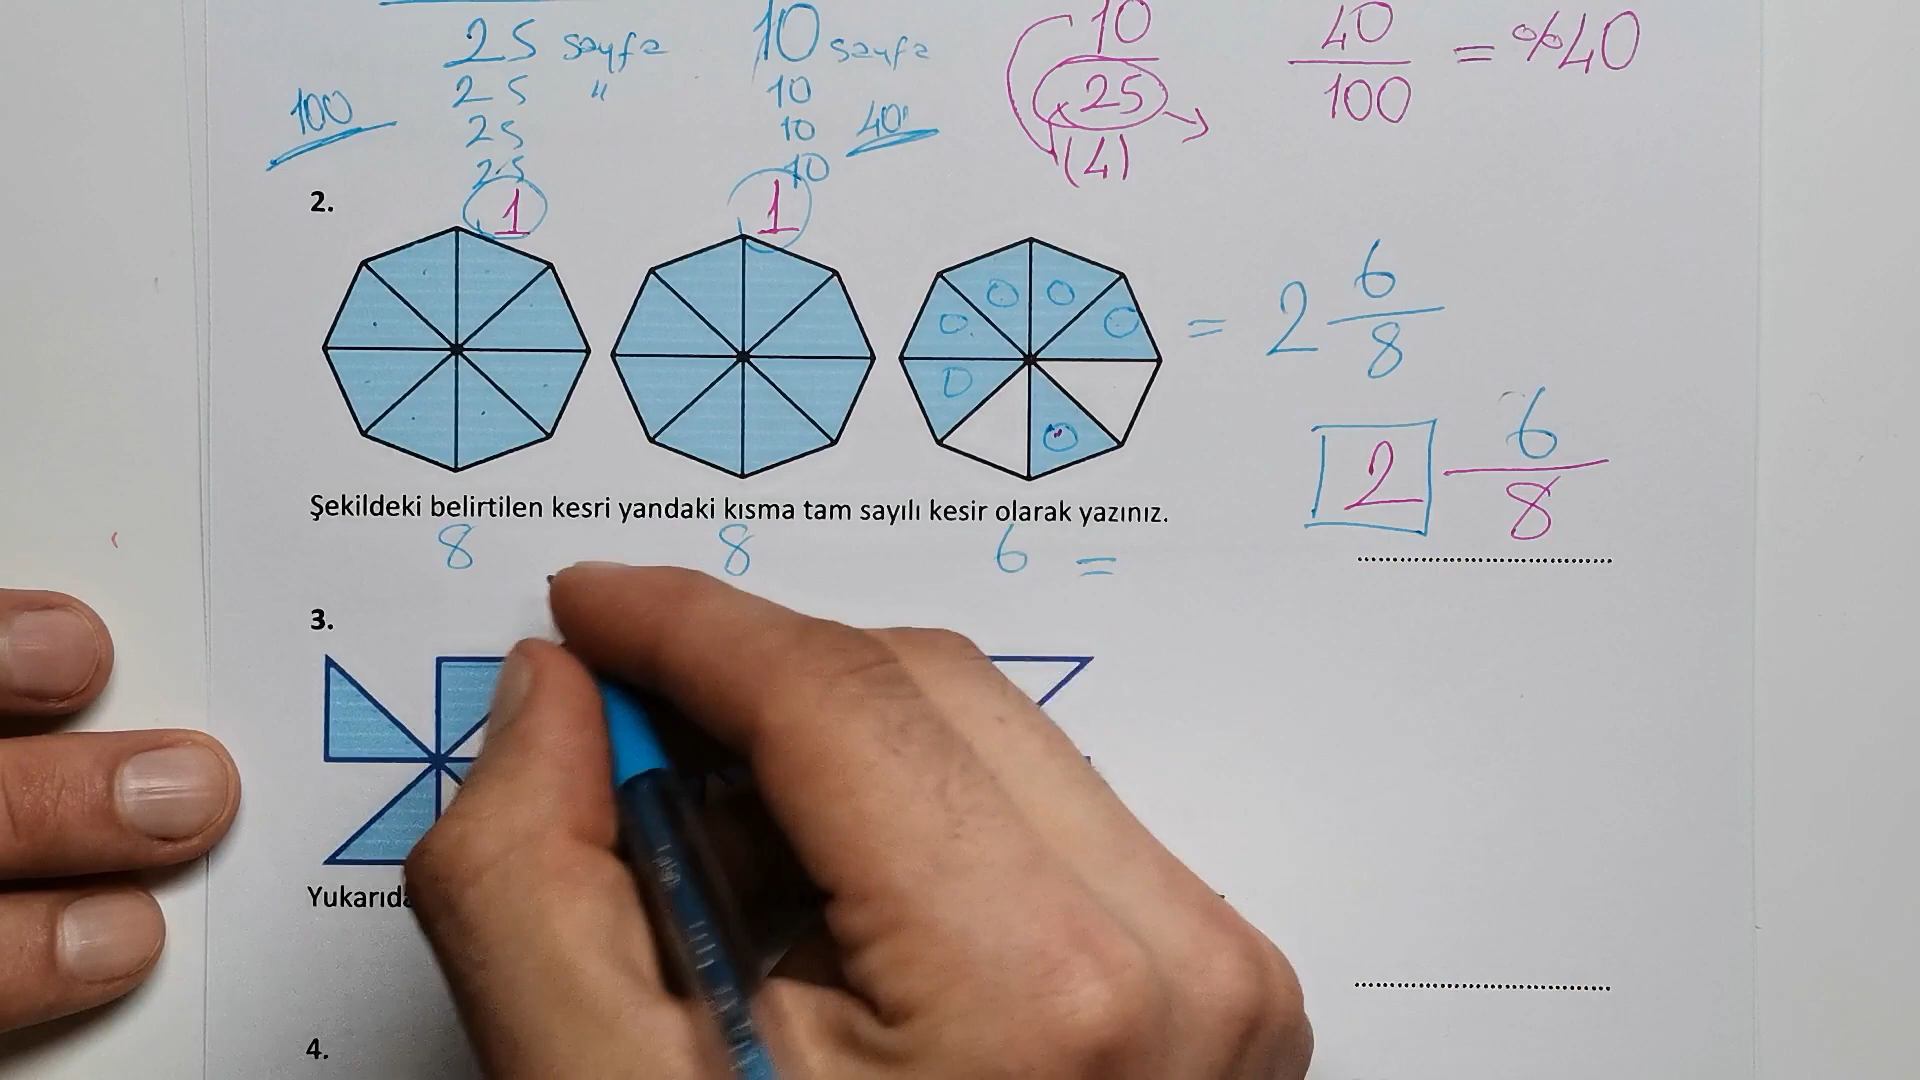 25 sayfa 10 sayfa 10/25 40/100 = %40
25 " 10
100 25 10 40 (4)
25 10
2. 1 1
= 2 6/8
2 6/8
Şekildeki belirtilen kesri yandaki kısma tam sayılı kesir olarak yazınız.
8 8 6 =
3.
4.